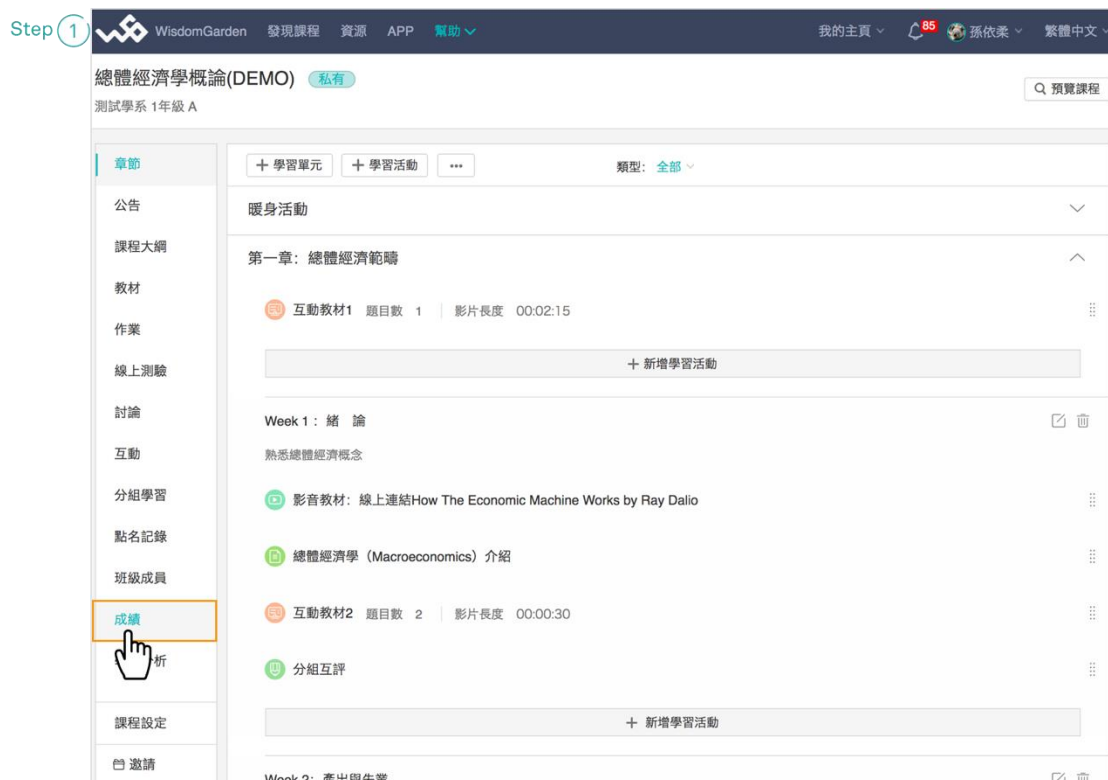 Step 1
WisdomGarden 發現課程 資源 APP 幫助 我的主頁 85 孫依柔 繁體中文
總體經濟學概論(DEMO) 私有
測試學系 1年級 A
預覽課程
章節
公告
課程大綱
教材
作業
線上測驗
討論
互動
分組學習
點名記錄
班級成員
成績
析
課程設定
邀請
+ 學習單元 + 學習活動 ••• 類型: 全部
暖身活動
第一章：總體經濟範疇
互動教材1 題目數 1 影片長度 00:02:15
+ 新增學習活動
Week 1：緒 論
熟悉總體經濟概念
影音教材：線上連結How The Economic Machine Works by Ray Dalio
總體經濟學（Macroeconomics）介紹
互動教材2 題目數 2 影片長度 00:00:30
分組互評
+ 新增學習活動
Week 2：產出與失業